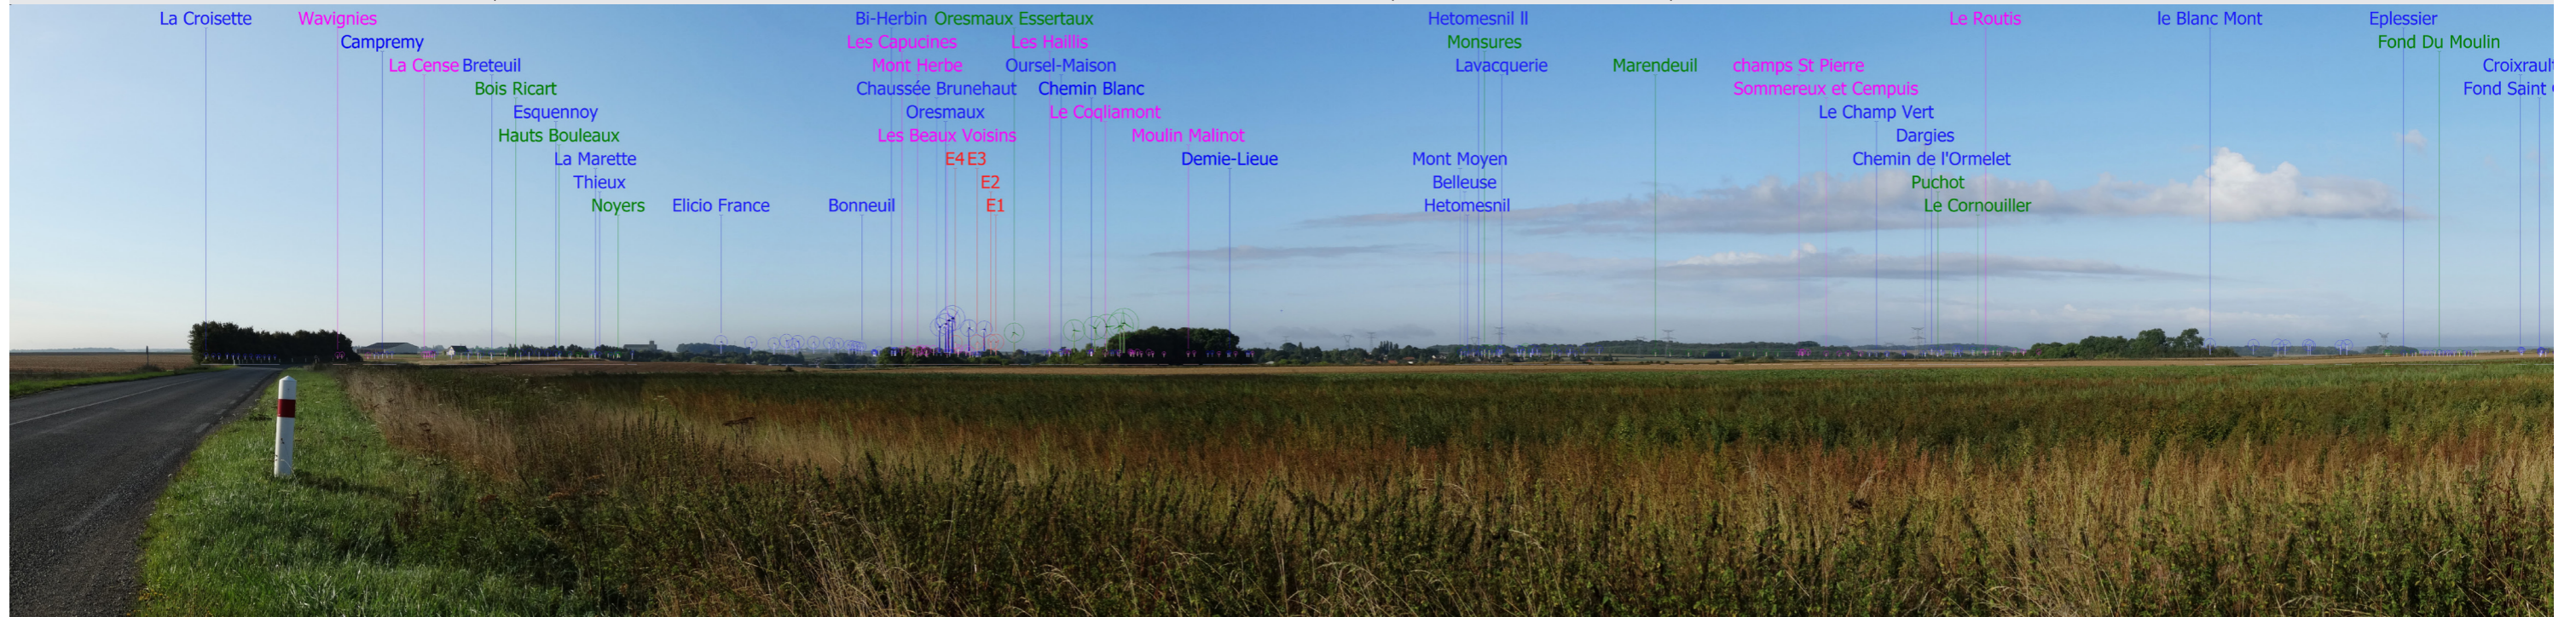 La Croisette Wavignies Bi-Herbin Oresmaux Essertaux Hetomesnil II Le Routis le Blanc Mont Eplessier
Campremy Les Capucines Les Haillis Monsures Fond Du Moulin
La Cense Breteuil Mont Herbe Oursel-Maison Lavacquerie Marendeuil champs St Pierre Croixrault
Bois Ricart Chaussée Brunehaut Chemin Blanc Sommereux et Cempuis Fond Saint
Esquennoy Oresmaux Le Coqliamont Le Champ Vert
Hauts Bouleaux Les Beaux Voisins Moulin Malinot Dargies
La Marette E4 E3 Demie-Lieue Mont Moyen Chemin de l'Ormelet
Thieux E2 Belleuse Puchot
Noyers Elicio France Bonneuil E1 Hetomesnil Le Cornouiller